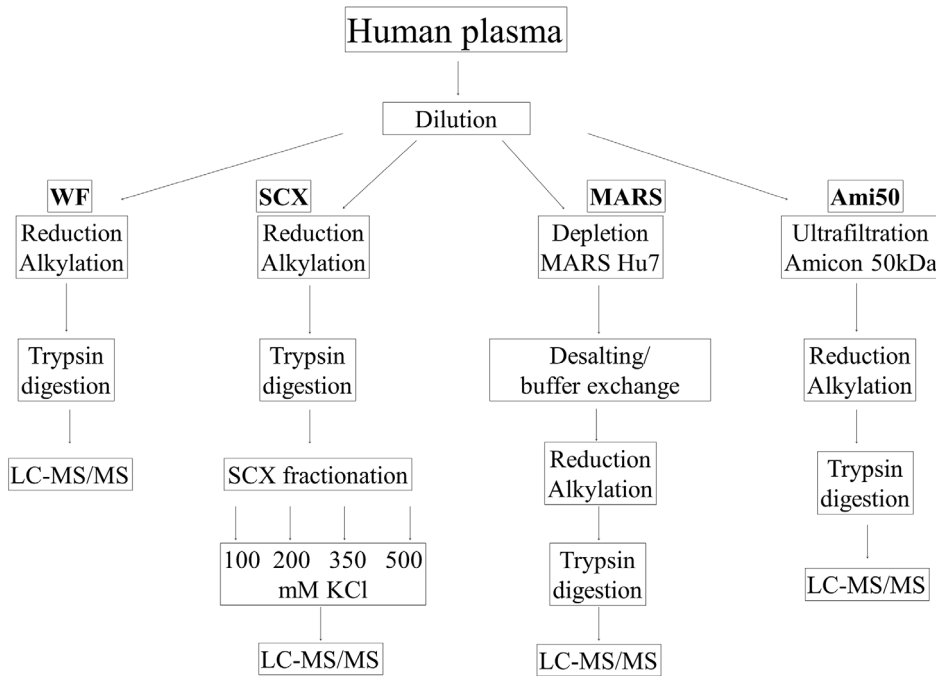 Human plasma
Dilution
WF
Reduction
Alkylation
Trypsin
digestion
LC-MS/MS
SCX
Reduction
Alkylation
Trypsin
digestion
SCX fractionation
100 200 350 500
mM KCl
LC-MS/MS
MARS
Depletion
MARS Hu7
Desalting/
buffer exchange
Reduction
Alkylation
Trypsin
digestion
LC-MS/MS
Ami50
Ultrafiltration
Amicon 50kDa
Reduction
Alkylation
Trypsin
digestion
LC-MS/MS